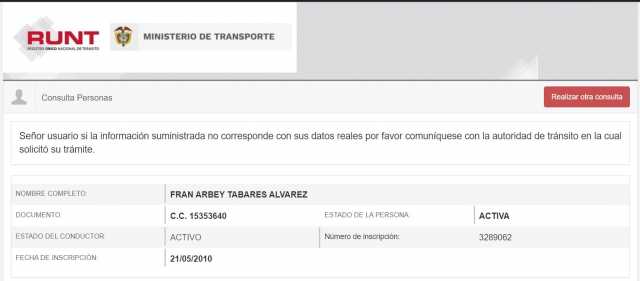 RUNT
REGISTRO ÚNICO NACIONAL DE TRÁNSITO
MINISTERIO DE TRANSPORTE
Consulta Personas
Realizar otra consulta
Señor usuario si la información suministrada no corresponde con sus datos reales por favor comuníquese con la autoridad de tránsito en la cual
solicitó su trámite.
NOMBRE COMPLETO: FRAN ARBEY TABARES ALVAREZ
DOCUMENTO: C.C. 15353640 ESTADO DE LA PERSONA: ACTIVA
ESTADO DEL CONDUCTOR: ACTIVO Número de inscripción: 3289062
FECHA DE INSCRIPCIÓN: 21/05/2010